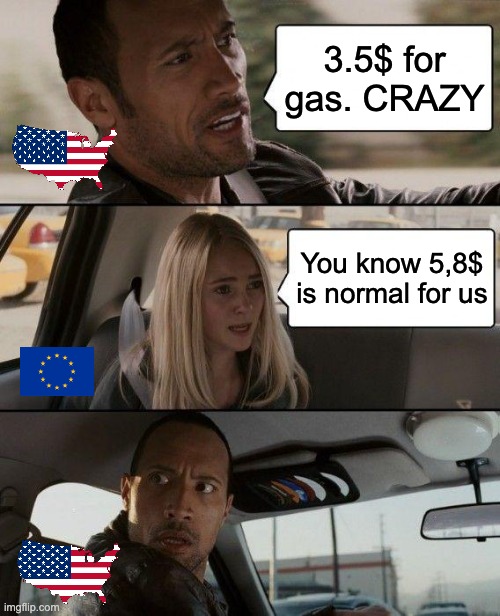 3.5$ for
gas. CRAZY
You know 5,8$
is normal for us
imgflip.com